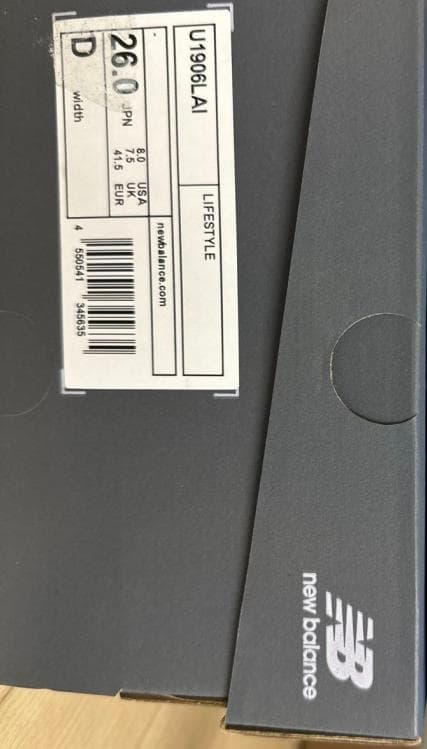 U1906LAI
LIFESTYLE
newbalance.com
26.0 JPN
8.0 USA
7.5 UK
41.5 EUR
D width
4 550541 345635
NB
new balance